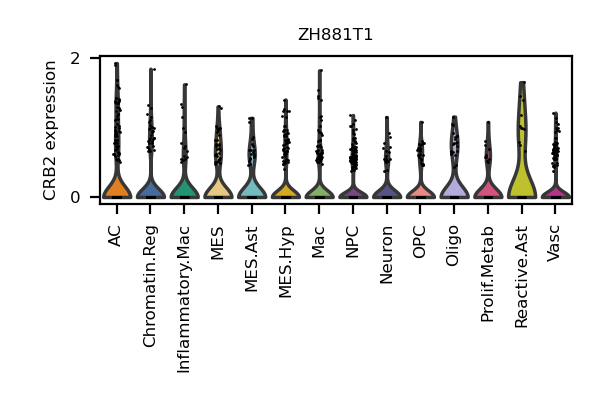 ZH881T1
CRB2 expression
2
0
AC
Chromatin.Reg
Inflammatory.Mac
MES
MES.Ast
MES.Hyp
Mac
NPC
Neuron
OPC
Oligo
Prolif.Metab
Reactive.Ast
Vasc